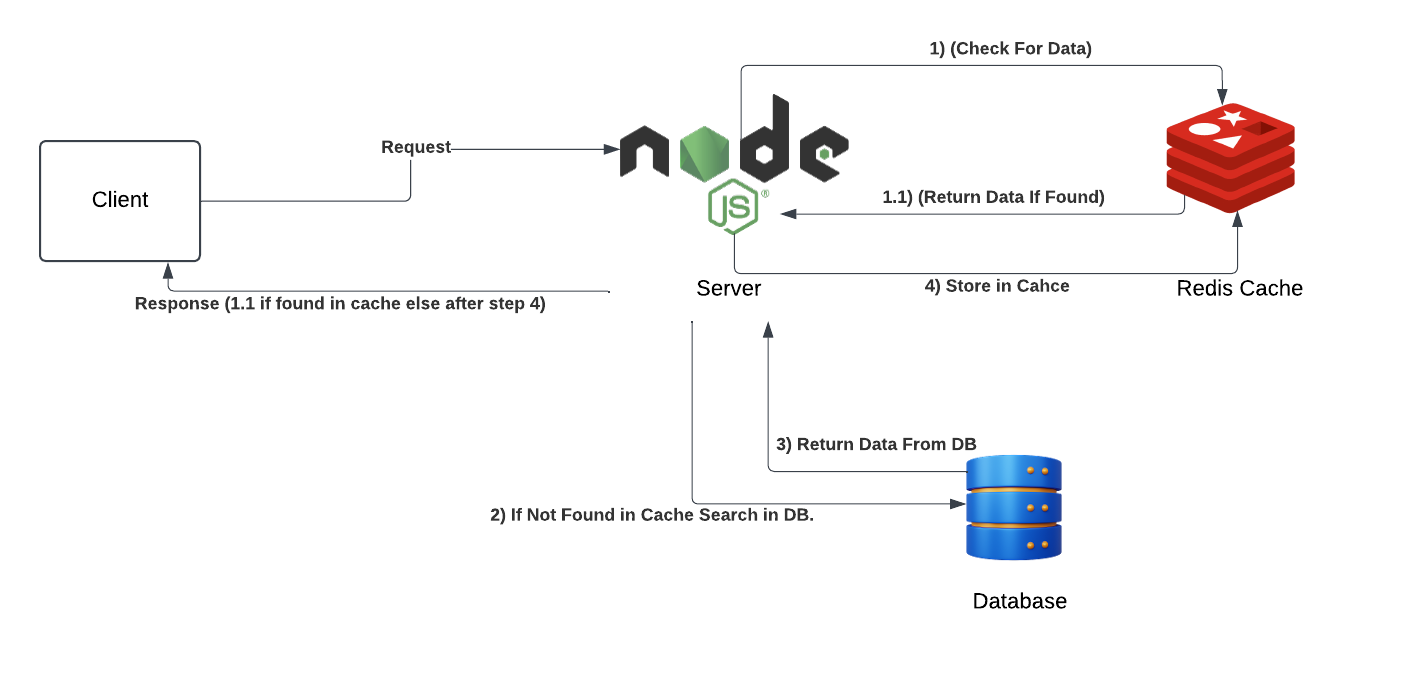 1) (Check For Data)
node
JS
®
Request
Client
1.1) (Return Data If Found)
4) Store in Cahce
Server
Redis Cache
Response (1.1 if found in cache else after step 4)
3) Return Data From DB
2) If Not Found in Cache Search in DB.
Database